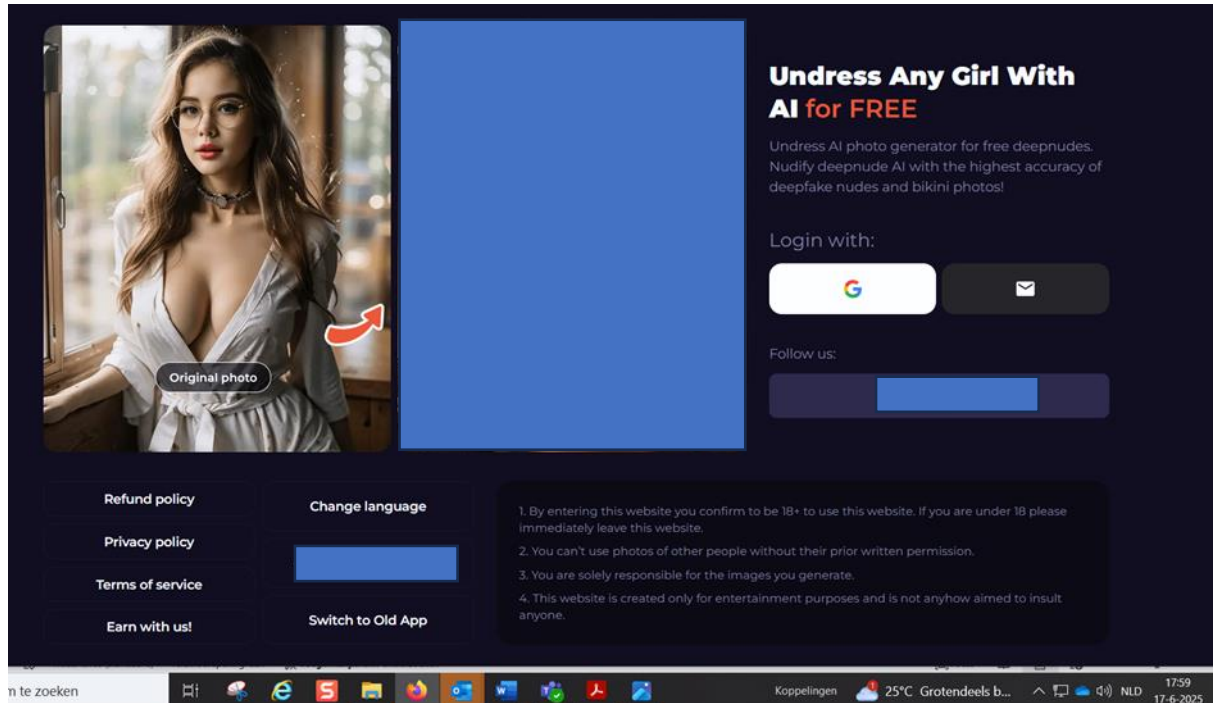 Original photo
Undress Any Girl With
AI for FREE
Undress AI photo generator for free deepnudes.
Nudify deepnude AI with the highest accuracy of
deepfake nudes and bikini photos!
Login with:
G
Follow us:
Refund policy
Privacy policy
Terms of service
Earn with us!
Change language
Switch to Old App
1. By entering this website you confirm to be 18+ to use this website. If you are under 18 please
immediately leave this website.
2. You can't use photos of other people without their prior written permission.
3. You are solely responsible for the images you generate.
4. This website is created only for entertainment purposes and is not anyhow aimed to insult
anyone.
te zoeken
Koppelingen
25°C Grotendeels b...
NLD
17:59
17-6-2025